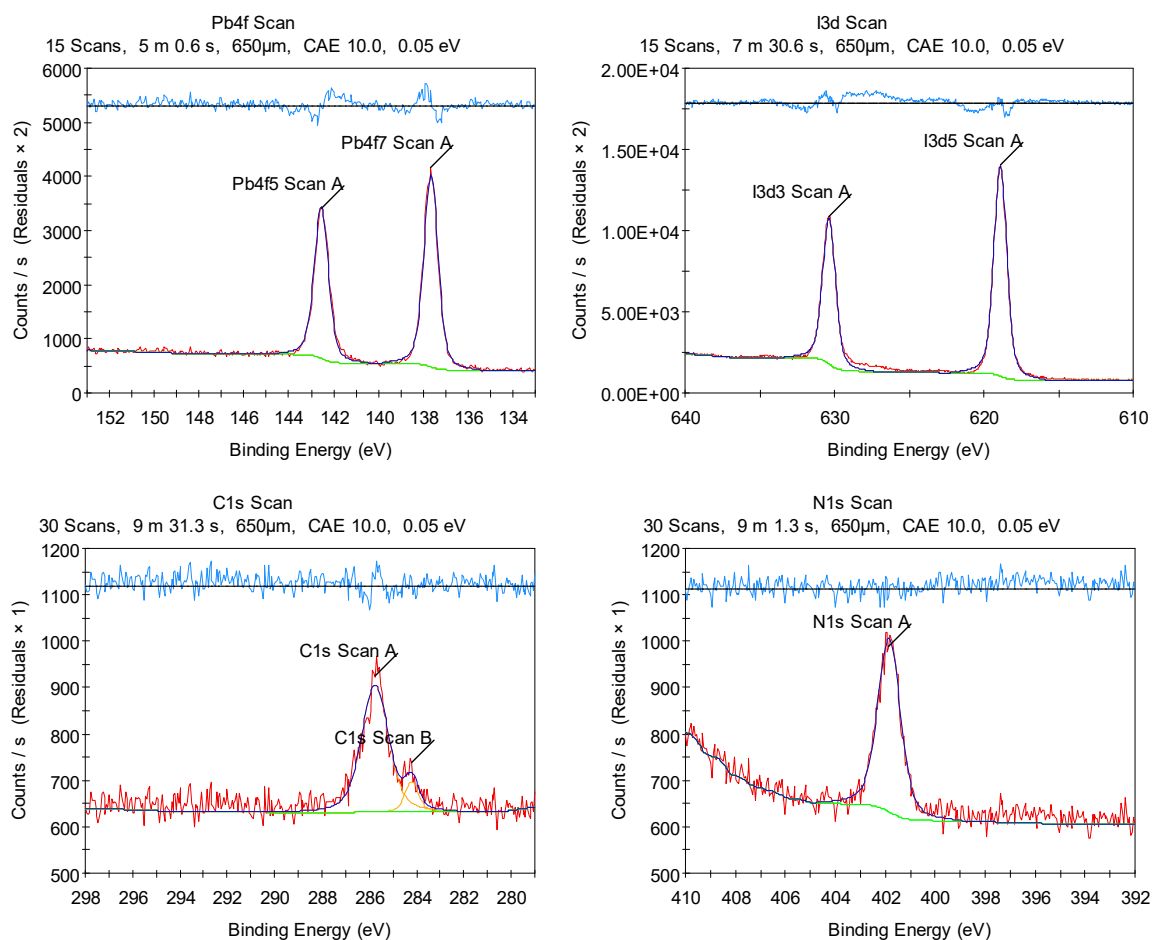 Pb4f Scan
15 Scans, 5 m 0.6 s, 650µm, CAE 10.0, 0.05 eV
Counts / s (Residuals × 2)
6000
5000
4000
3000
2000
1000
0
Pb4f7 Scan A
Pb4f5 Scan A
152 150 148 146 144 142 140 138 136 134
Binding Energy (eV)
I3d Scan
15 Scans, 7 m 30.6 s, 650µm, CAE 10.0, 0.05 eV
Counts / s (Residuals × 2)
2.00E+04
1.50E+04
1.00E+04
5.00E+03
0.00E+00
I3d5 Scan A
I3d3 Scan A
640 630 620 610
Binding Energy (eV)
C1s Scan
30 Scans, 9 m 31.3 s, 650µm, CAE 10.0, 0.05 eV
Counts / s (Residuals × 1)
1200
1100
1000
900
800
700
600
500
C1s Scan A
C1s Scan B
298 296 294 292 290 288 286 284 282 280
Binding Energy (eV)
N1s Scan
30 Scans, 9 m 1.3 s, 650µm, CAE 10.0, 0.05 eV
Counts / s (Residuals × 1)
1200
1100
1000
900
800
700
600
500
N1s Scan A
410 408 406 404 402 400 398 396 394 392
Binding Energy (eV)